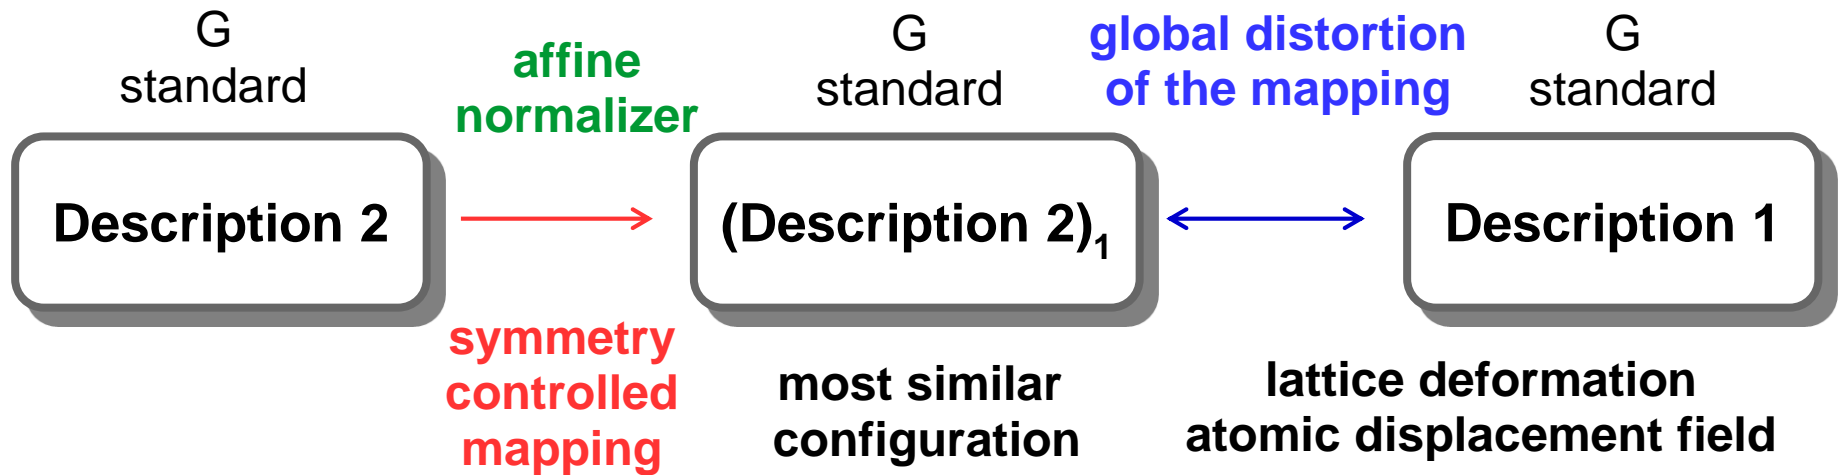 G
standard
affine
normalizer
G
standard
global distortion
of the mapping
G
standard
Description 2
(Description 2)₁
Description 1
symmetry
controlled
mapping
most similar
configuration
lattice deformation
atomic displacement field